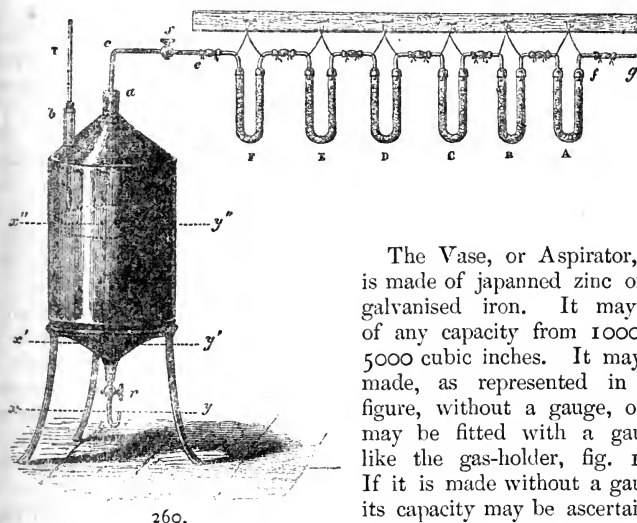 s
c
T
e
f
g
a
b
F E D C B A
x'' y''
x' y'
r
x y
The Vase, or Aspirator,
is made of japanned zinc o
galvanised iron. It may
of any capacity from 1000
5000 cubic inches. It may
made, as represented in
figure, without a gauge, o
may be fitted with a gau
like the gas-holder, fig. 1
If it is made without a gau
its capacity may be ascertai
260.